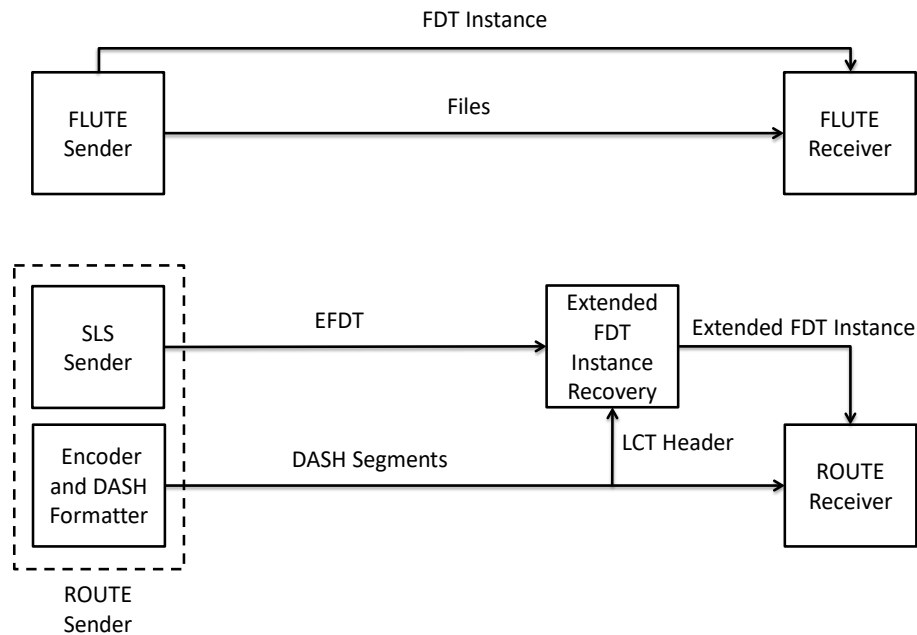 FDT Instance
FLUTE
Sender
Files
FLUTE
Receiver
SLS
Sender
EFDT
Extended
FDT
Instance
Recovery
Extended FDT Instance
Encoder
and DASH
Formatter
DASH Segments
LCT Header
ROUTE
Receiver
ROUTE
Sender